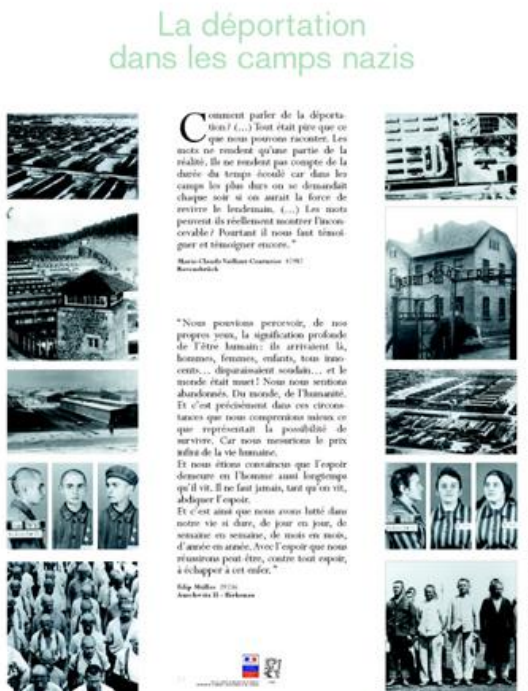 La déportation
dans les camps nazis
Comment parler de la déporta-
tion? (...) Tout était pire que ce
que nous pouvons raconter. Les
mots ne rendent qu'une partie de la
réalité. Ils ne rendent pas compte de la
durée du temps écoulé car dans les
camps les plus durs on se demandait
chaque soir si on aurait la force de
revivre le lendemain. (...) Les mots
peuvent ils réellement montrer l'incon-
cevable? Pourtant il nous faut témoi-
gner et témoigner encore."
Marie-Claude Vaillant-Couturier
Ravensbrück
"Nous pouvions percevoir, de nos
propres yeux, la signification profonde
de l'être humain: ils arrivaient là,
hommes, femmes, enfants, tous inno-
cents... disparaissaient soudain... et le
monde était muet! Nous nous sentions
abandonnés. Du monde, de l'humanité.
Et c'est précisément dans ces circons-
tances que nous comprenions mieux ce
que représentait la possibilité de
survivre. Car nous mesurions le prix
infini de la vie humaine.
Et nous étions convaincus que l'espoir
demeure en l'homme aussi longtemps
qu'il vit. Il ne faut jamais, tant qu'on vit,
abdiquer l'espoir.
Et c'est ainsi que nous avons lutté dans
notre vie si dure, de jour en jour, de
semaine en semaine, de mois en mois,
d'année en année. Avec l'espoir que nous
réussirons peut-être, contre tout espoir,
à échapper à cet enfer."
Filip Müller
Auschwitz II - Birkenau